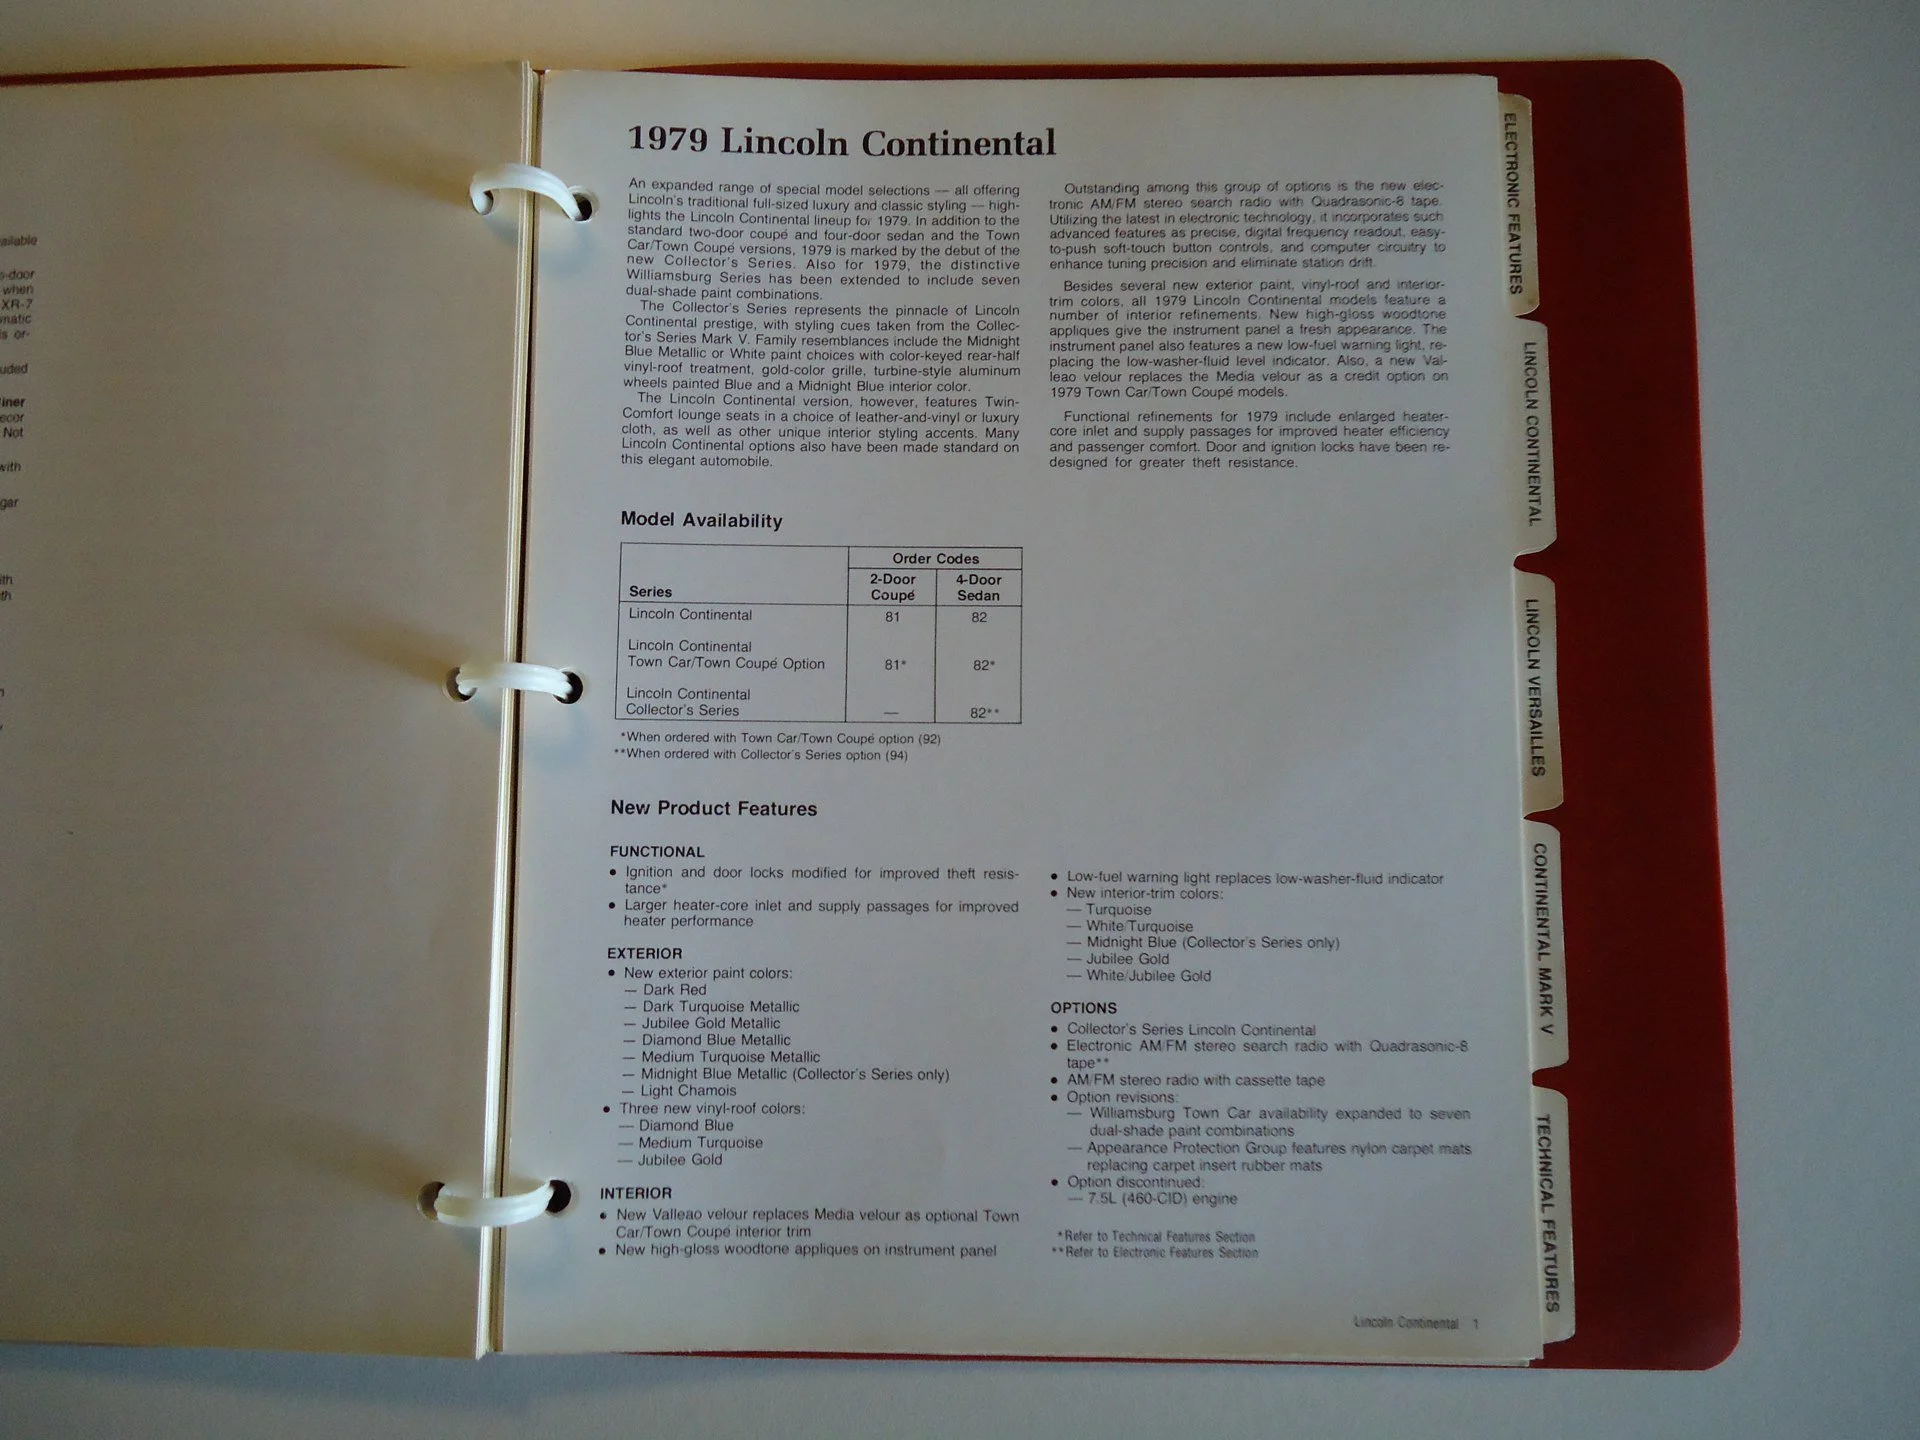 ailable
s-door
when
XR-7
matic
is or-
uded
iner
ecor
Not
with
gar
ith
th
1979 Lincoln Continental
An expanded range of special model selections — all offering
Lincoln's traditional full-sized luxury and classic styling — high-
lights the Lincoln Continental lineup for 1979. In addition to the
standard two-door coupé and four-door sedan and the Town
Car/Town Coupé versions, 1979 is marked by the debut of the
new Collector's Series. Also for 1979, the distinctive
Williamsburg Series has been extended to include seven
dual-shade paint combinations.
The Collector's Series represents the pinnacle of Lincoln
Continental prestige, with styling cues taken from the Collec-
tor's Series Mark V. Family resemblances include the Midnight
Blue Metallic or White paint choices with color-keyed rear-half
vinyl-roof treatment, gold-color grille, turbine-style aluminum
wheels painted Blue and a Midnight Blue interior color.
The Lincoln Continental version, however, features Twin-
Comfort lounge seats in a choice of leather-and-vinyl or luxury
cloth, as well as other unique interior styling accents. Many
Lincoln Continental options also have been made standard on
this elegant automobile.
Outstanding among this group of options is the new elec-
tronic AM/FM stereo search radio with Quadrasonic-8 tape.
Utilizing the latest in electronic technology, it incorporates such
advanced features as precise, digital frequency readout, easy-
to-push soft-touch button controls, and computer circuitry to
enhance tuning precision and eliminate station drift.
Besides several new exterior paint, vinyl-roof and interior-
trim colors, all 1979 Lincoln Continental models feature a
number of interior refinements. New high-gloss woodtone
appliques give the instrument panel a fresh appearance. The
instrument panel also features a new low-fuel warning light, re-
placing the low-washer-fluid level indicator. Also, a new Val-
leao velour replaces the Media velour as a credit option on
1979 Town Car/Town Coupé models.
Functional refinements for 1979 include enlarged heater-
core inlet and supply passages for improved heater efficiency
and passenger comfort. Door and ignition locks have been re-
designed for greater theft resistance.
Model Availability
Order Codes
Series 2-Door Coupé 4-Door Sedan
Lincoln Continental 81 82
Lincoln Continental
Town Car/Town Coupé Option 81* 82*
Lincoln Continental
Collector's Series — 82**
*When ordered with Town Car/Town Coupé option (92)
**When ordered with Collector's Series option (94)
New Product Features
FUNCTIONAL
• Ignition and door locks modified for improved theft resis-
tance*
• Larger heater-core inlet and supply passages for improved
heater performance
EXTERIOR
• New exterior paint colors:
— Dark Red
— Dark Turquoise Metallic
— Jubilee Gold Metallic
— Diamond Blue Metallic
— Medium Turquoise Metallic
— Midnight Blue Metallic (Collector's Series only)
— Light Chamois
• Three new vinyl-roof colors:
— Diamond Blue
— Medium Turquoise
— Jubilee Gold
INTERIOR
• New Valleao velour replaces Media velour as optional Town
Car/Town Coupé interior trim
• New high-gloss woodtone appliques on instrument panel
• Low-fuel warning light replaces low-washer-fluid indicator
• New interior-trim colors:
— Turquoise
— White/Turquoise
— Midnight Blue (Collector's Series only)
— Jubilee Gold
— White/Jubilee Gold
OPTIONS
• Collector's Series Lincoln Continental
• Electronic AM/FM stereo search radio with Quadrasonic-8
tape**
• AM/FM stereo radio with cassette tape
• Option revisions:
— Williamsburg Town Car availability expanded to seven
dual-shade paint combinations
— Appearance Protection Group features nylon carpet mats
replacing carpet insert rubber mats
• Option discontinued:
— 7.5L (460-CID) engine
*Refer to Technical Features Section
**Refer to Electronic Features Section
Lincoln Continental 1
ELECTRONIC FEATURES
LINCOLN CONTINENTAL
LINCOLN VERSAILLES
CONTINENTAL MARK V
TECHNICAL FEATURES